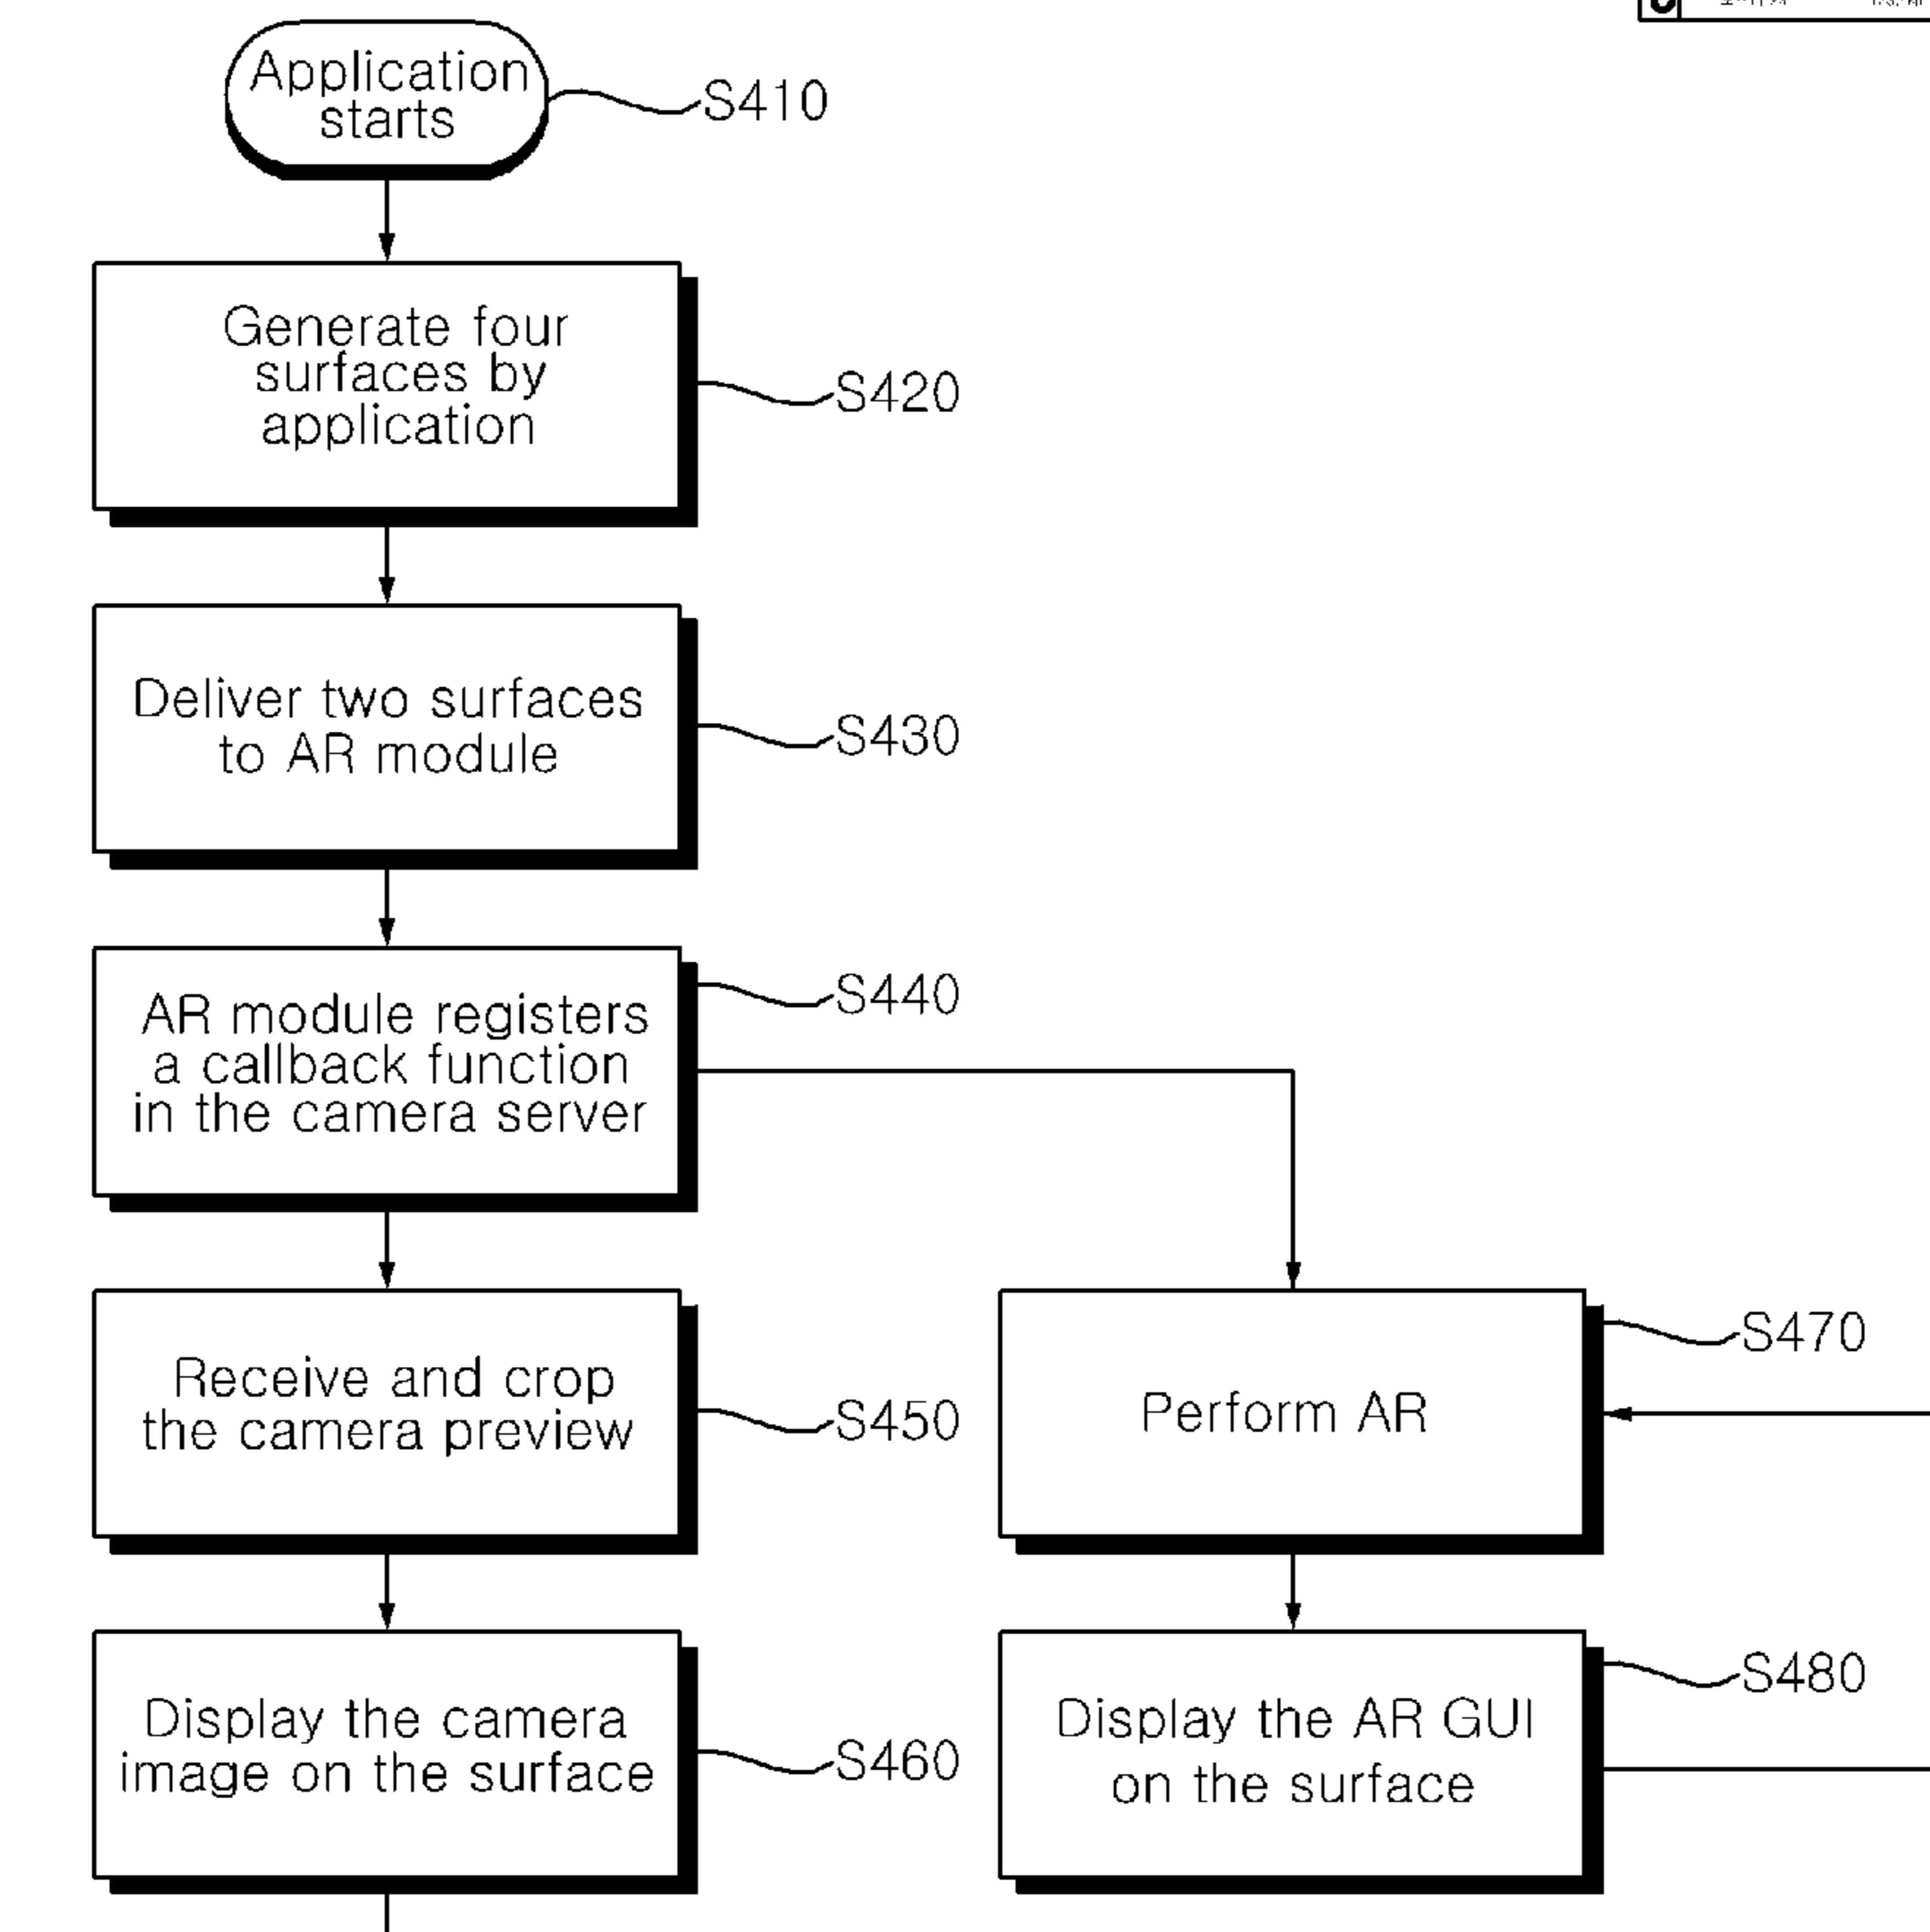 Application
starts
S410
Generate four
surfaces by
application
S420
Deliver two surfaces
to AR module
S430
AR module registers
a callback function
in the camera server
S440
Receive and crop
the camera preview
S450
Perform AR
S470
Display the camera
image on the surface
S460
Display the AR GUI
on the surface
S480